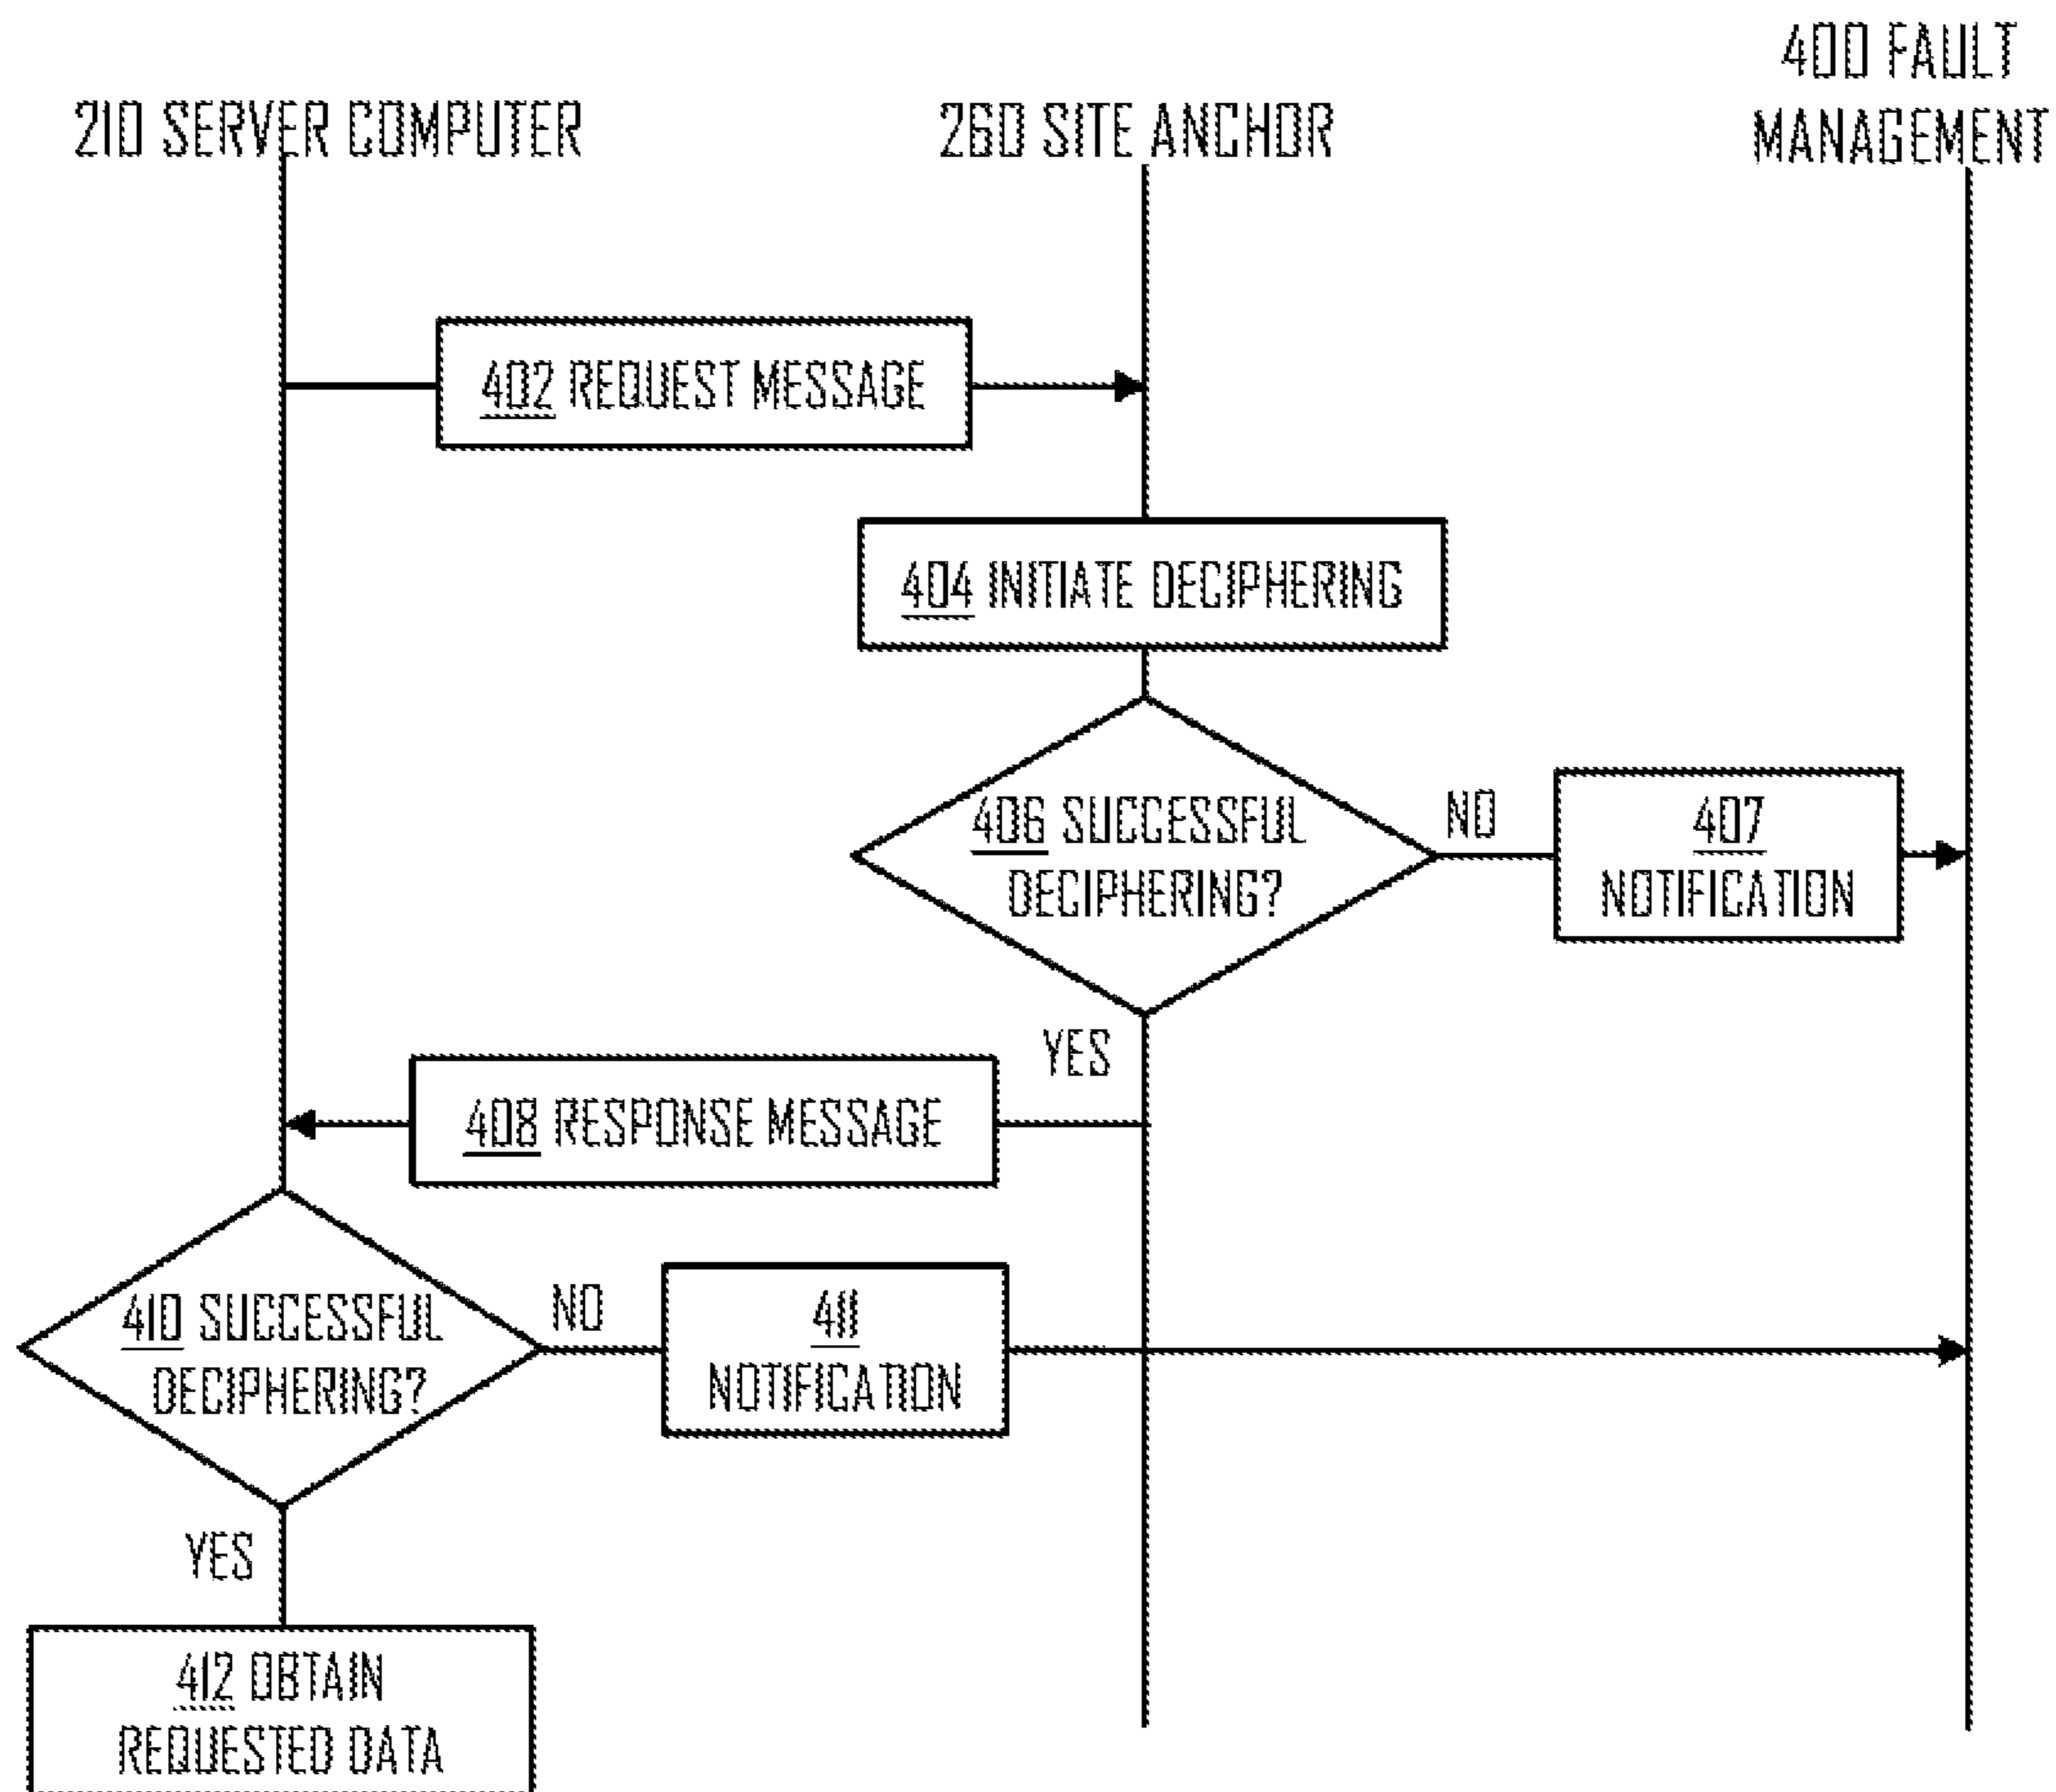 210 SERVER COMPUTER
260 SITE ANCHOR
400 FAULT
MANAGEMENT
402 REQUEST MESSAGE
404 INITIATE DECIPHERING
406 SUCCESSFUL
DECIPHERING?
NO
407
NOTIFICATION
YES
408 RESPONSE MESSAGE
410 SUCCESSFUL
DECIPHERING?
NO
411
NOTIFICATION
YES
412 OBTAIN
REQUESTED DATA